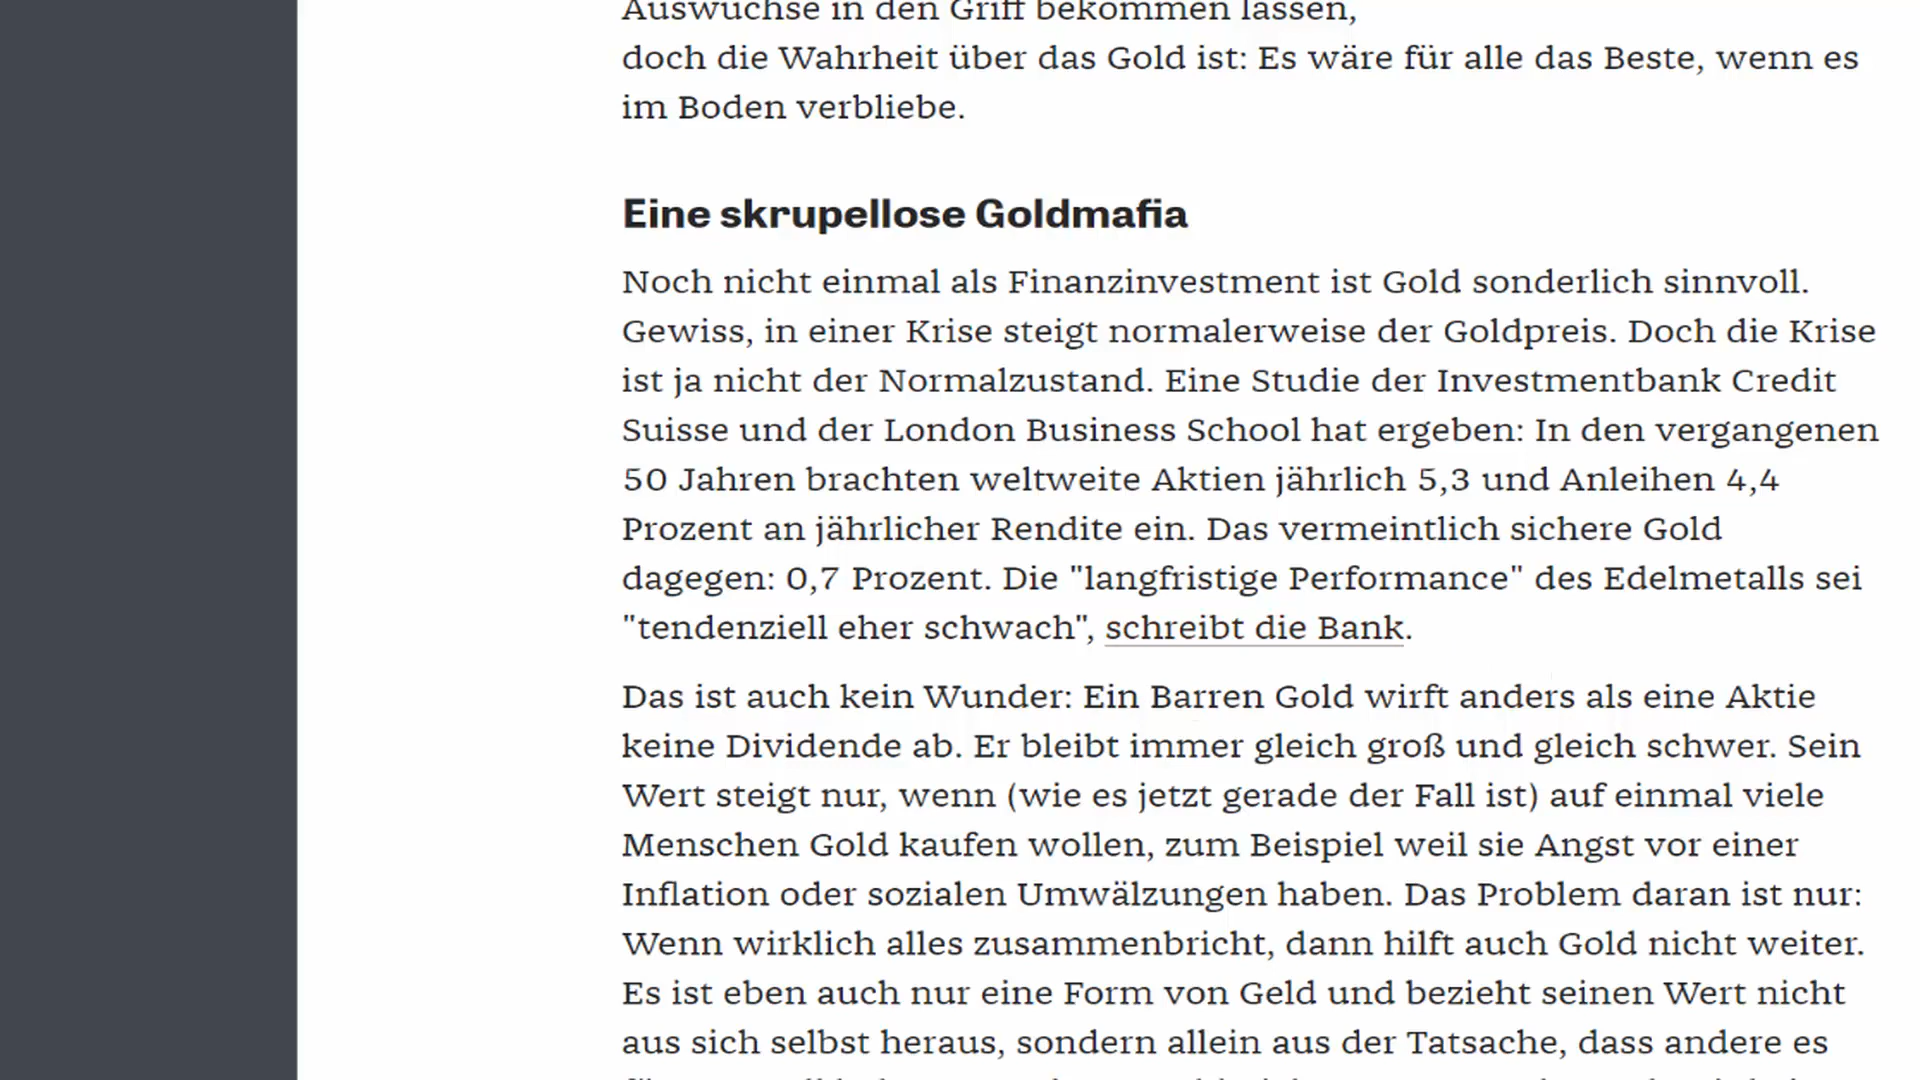 Auswüchse in den Griff bekommen lassen,
doch die Wahrheit über das Gold ist: Es wäre für alle das Beste, wenn es
im Boden verbliebe.
Eine skrupellose Goldmafia
Noch nicht einmal als Finanzinvestment ist Gold sonderlich sinnvoll.
Gewiss, in einer Krise steigt normalerweise der Goldpreis. Doch die Krise
ist ja nicht der Normalzustand. Eine Studie der Investmentbank Credit
Suisse und der London Business School hat ergeben: In den vergangenen
50 Jahren brachten weltweite Aktien jährlich 5,3 und Anleihen 4,4
Prozent an jährlicher Rendite ein. Das vermeintlich sichere Gold
dagegen: 0,7 Prozent. Die "langfristige Performance" des Edelmetalls sei
"tendenziell eher schwach", schreibt die Bank.
Das ist auch kein Wunder: Ein Barren Gold wirft anders als eine Aktie
keine Dividende ab. Er bleibt immer gleich groß und gleich schwer. Sein
Wert steigt nur, wenn (wie es jetzt gerade der Fall ist) auf einmal viele
Menschen Gold kaufen wollen, zum Beispiel weil sie Angst vor einer
Inflation oder sozialen Umwälzungen haben. Das Problem daran ist nur:
Wenn wirklich alles zusammenbricht, dann hilft auch Gold nicht weiter.
Es ist eben auch nur eine Form von Geld und bezieht seinen Wert nicht
aus sich selbst heraus, sondern allein aus der Tatsache, dass andere es